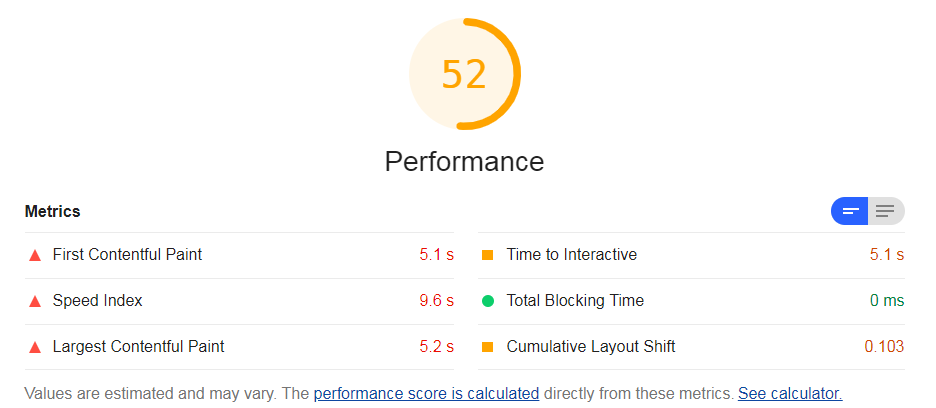 52
Performance
Metrics
First Contentful Paint 5.1 s
Time to Interactive 5.1 s
Speed Index 9.6 s
Total Blocking Time 0 ms
Largest Contentful Paint 5.2 s
Cumulative Layout Shift 0.103
Values are estimated and may vary. The performance score is calculated directly from these metrics. See calculator.